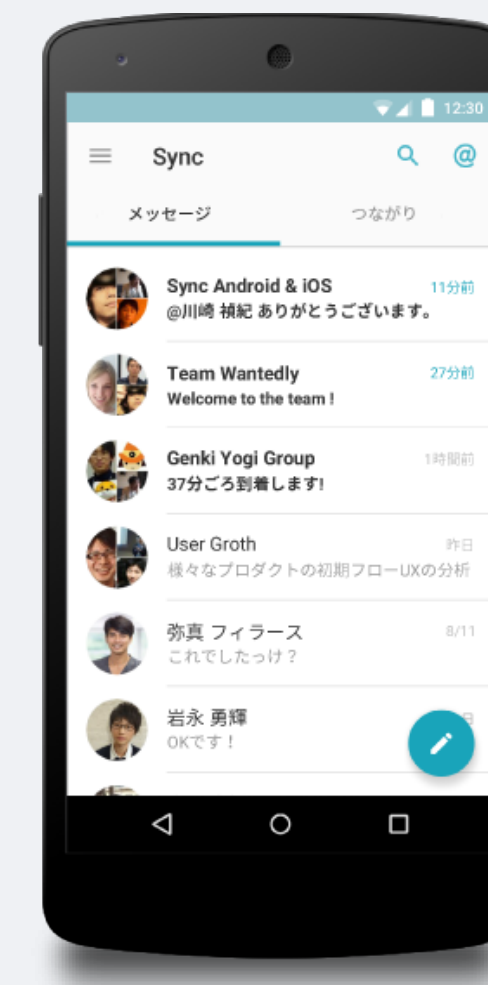 12:30
Sync
@
メッセージ
つながり
Sync Android & iOS
11分前
@川崎 禎紀 ありがとうございます。
Team Wantedly
27分前
Welcome to the team !
Genki Yogi Group
1時間前
37分ごろ到着します!
User Groth
昨日
様々なプロダクトの初期フローUXの分析
弥真 フィラース
8/11
これでしたっけ？
岩永 勇輝
日
OKです！